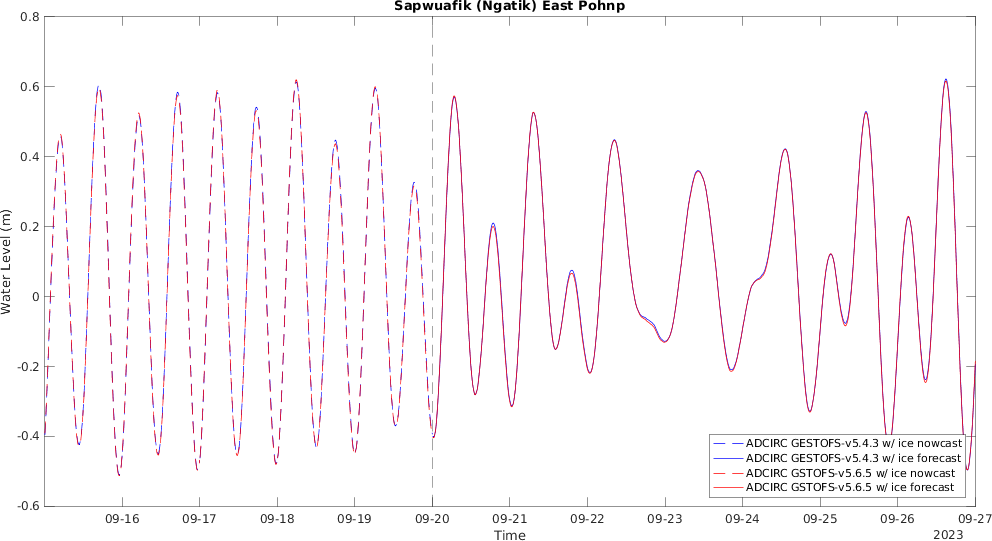 Sapwuafik (Ngatik) East Pohnp
0.8
0.6
0.4
0.2
0
-0.2
-0.4
-0.6
Water Level (m)
ADCIRC GESTOFS-v5.4.3 w/ ice nowcast
ADCIRC GESTOFS-v5.4.3 w/ ice forecast
ADCIRC GSTOFS-v5.6.5 w/ ice nowcast
ADCIRC GSTOFS-v5.6.5 w/ ice forecast
09-16 09-17 09-18 09-19 09-20 09-21 09-22 09-23 09-24 09-25 09-26 09-27
Time
2023